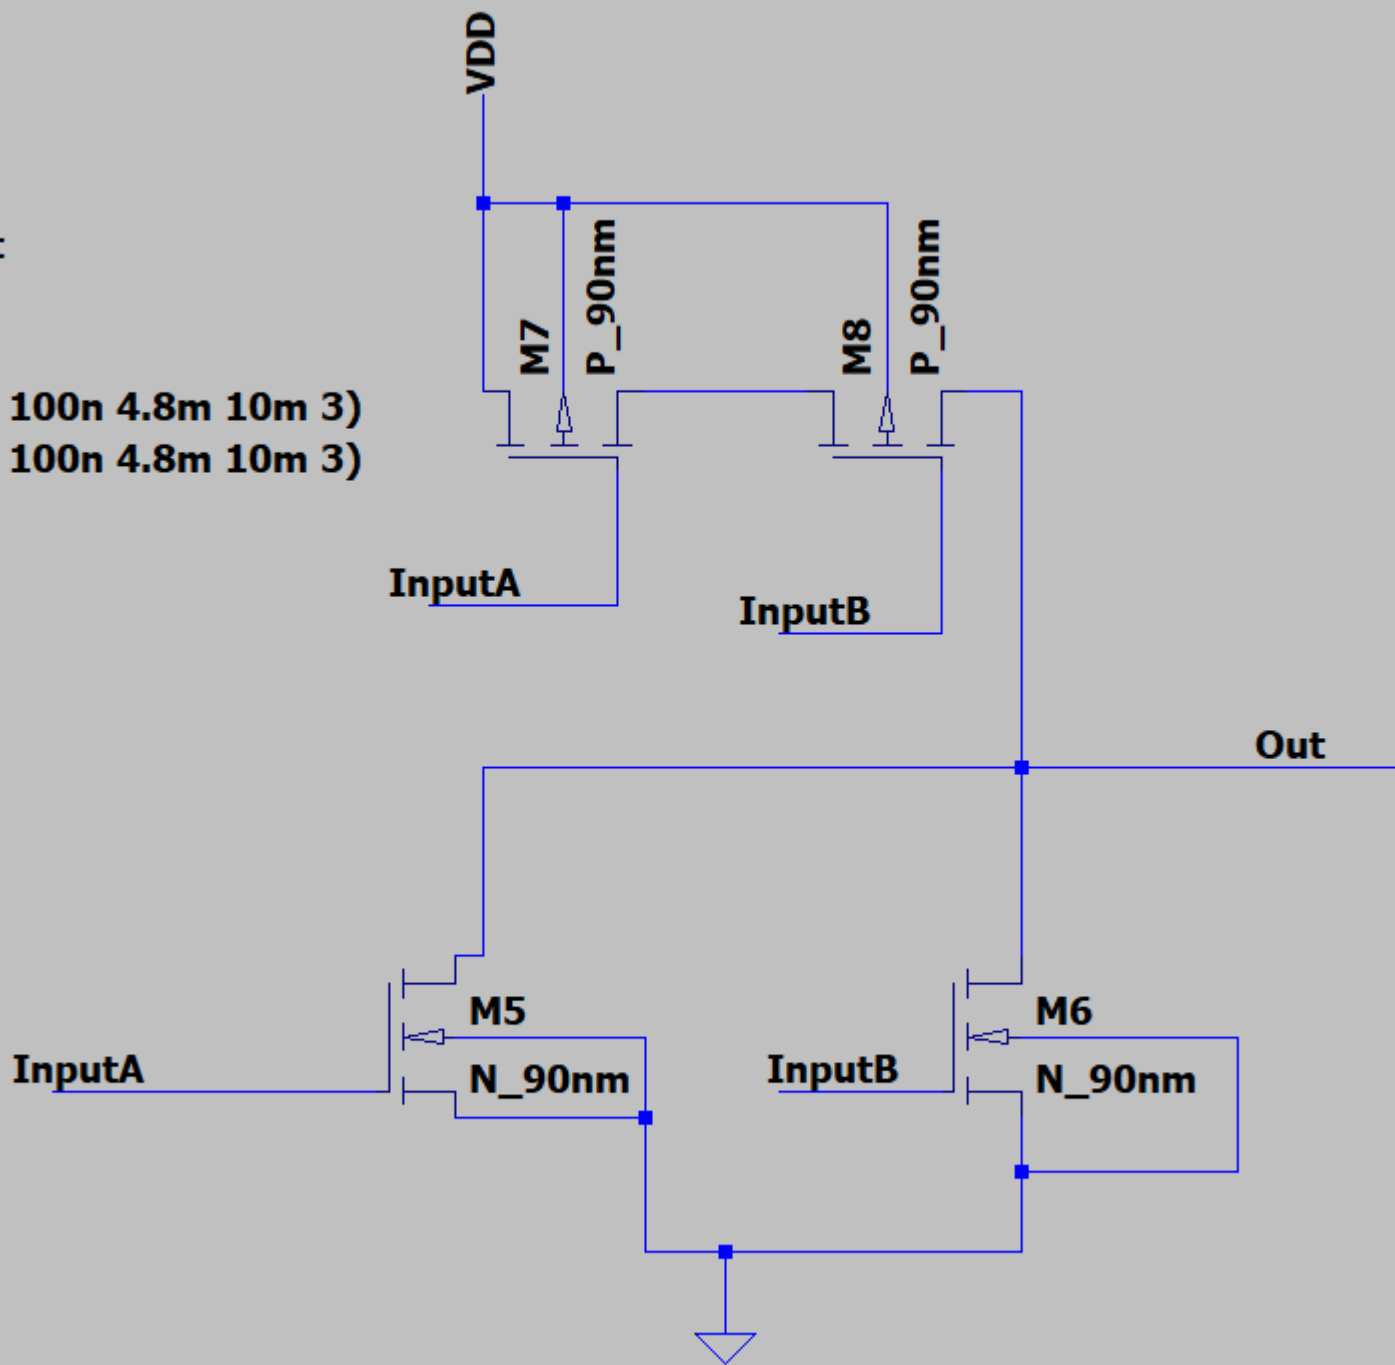 VDD
M7
P_90nm
M8
P_90nm
100n 4.8m 10m 3)
100n 4.8m 10m 3)
InputA
InputB
Out
M5
N_90nm
InputA
M6
N_90nm
InputB